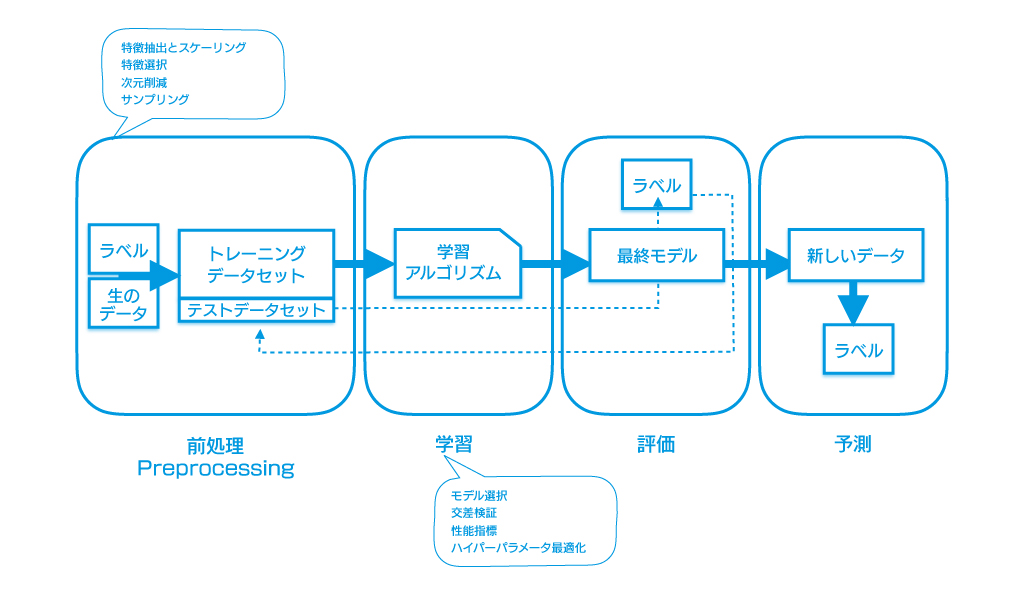 特徴抽出とスケーリング
特徴選択
次元削減
サンプリング
ラベル
生の
データ
トレーニング
データセット
テストデータセット
学習
アルゴリズム
ラベル
最終モデル
新しいデータ
ラベル
前処理
Preprocessing
学習
評価
予測
モデル選択
交差検証
性能指標
ハイパーパラメータ最適化